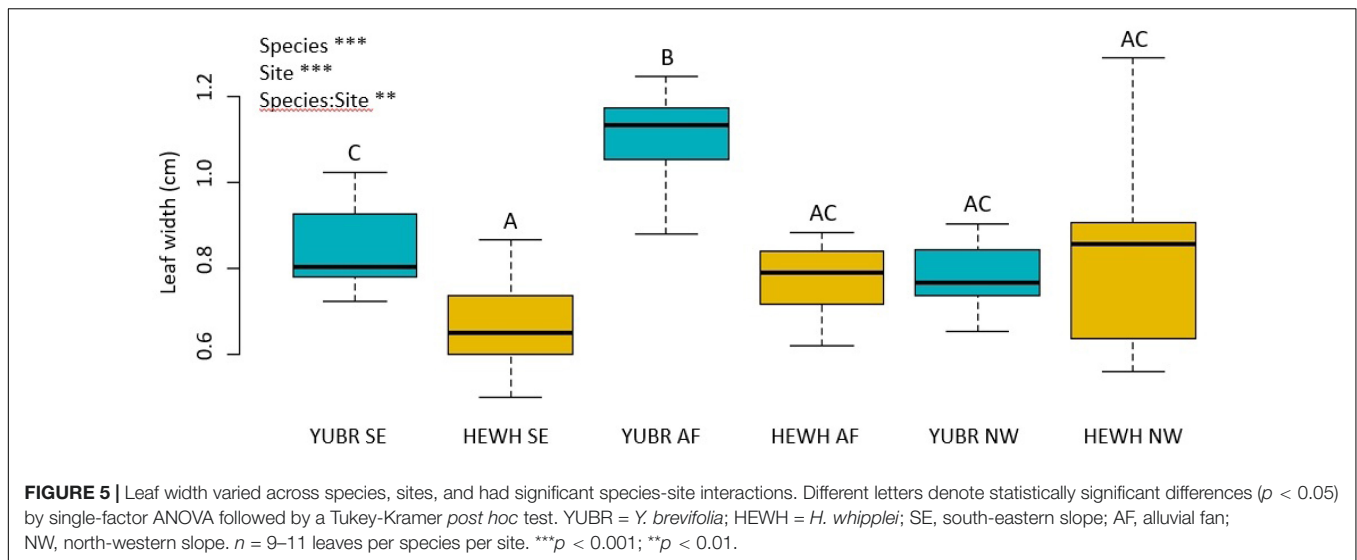 Species ***
Site ***
Species:Site **
AC
B
C
A
AC
AC
Leaf width (cm)
1.2
1.0
0.8
0.6
YUBR SE HEWH SE YUBR AF HEWH AF YUBR NW HEWH NW
FIGURE 5 | Leaf width varied across species, sites, and had significant species-site interactions. Different letters denote statistically significant differences (p < 0.05)
by single-factor ANOVA followed by a Tukey-Kramer post hoc test. YUBR = Y. brevifolia; HEWH = H. whipplei; SE, south-eastern slope; AF, alluvial fan;
NW, north-western slope. n = 9–11 leaves per species per site. ***p < 0.001; **p < 0.01.